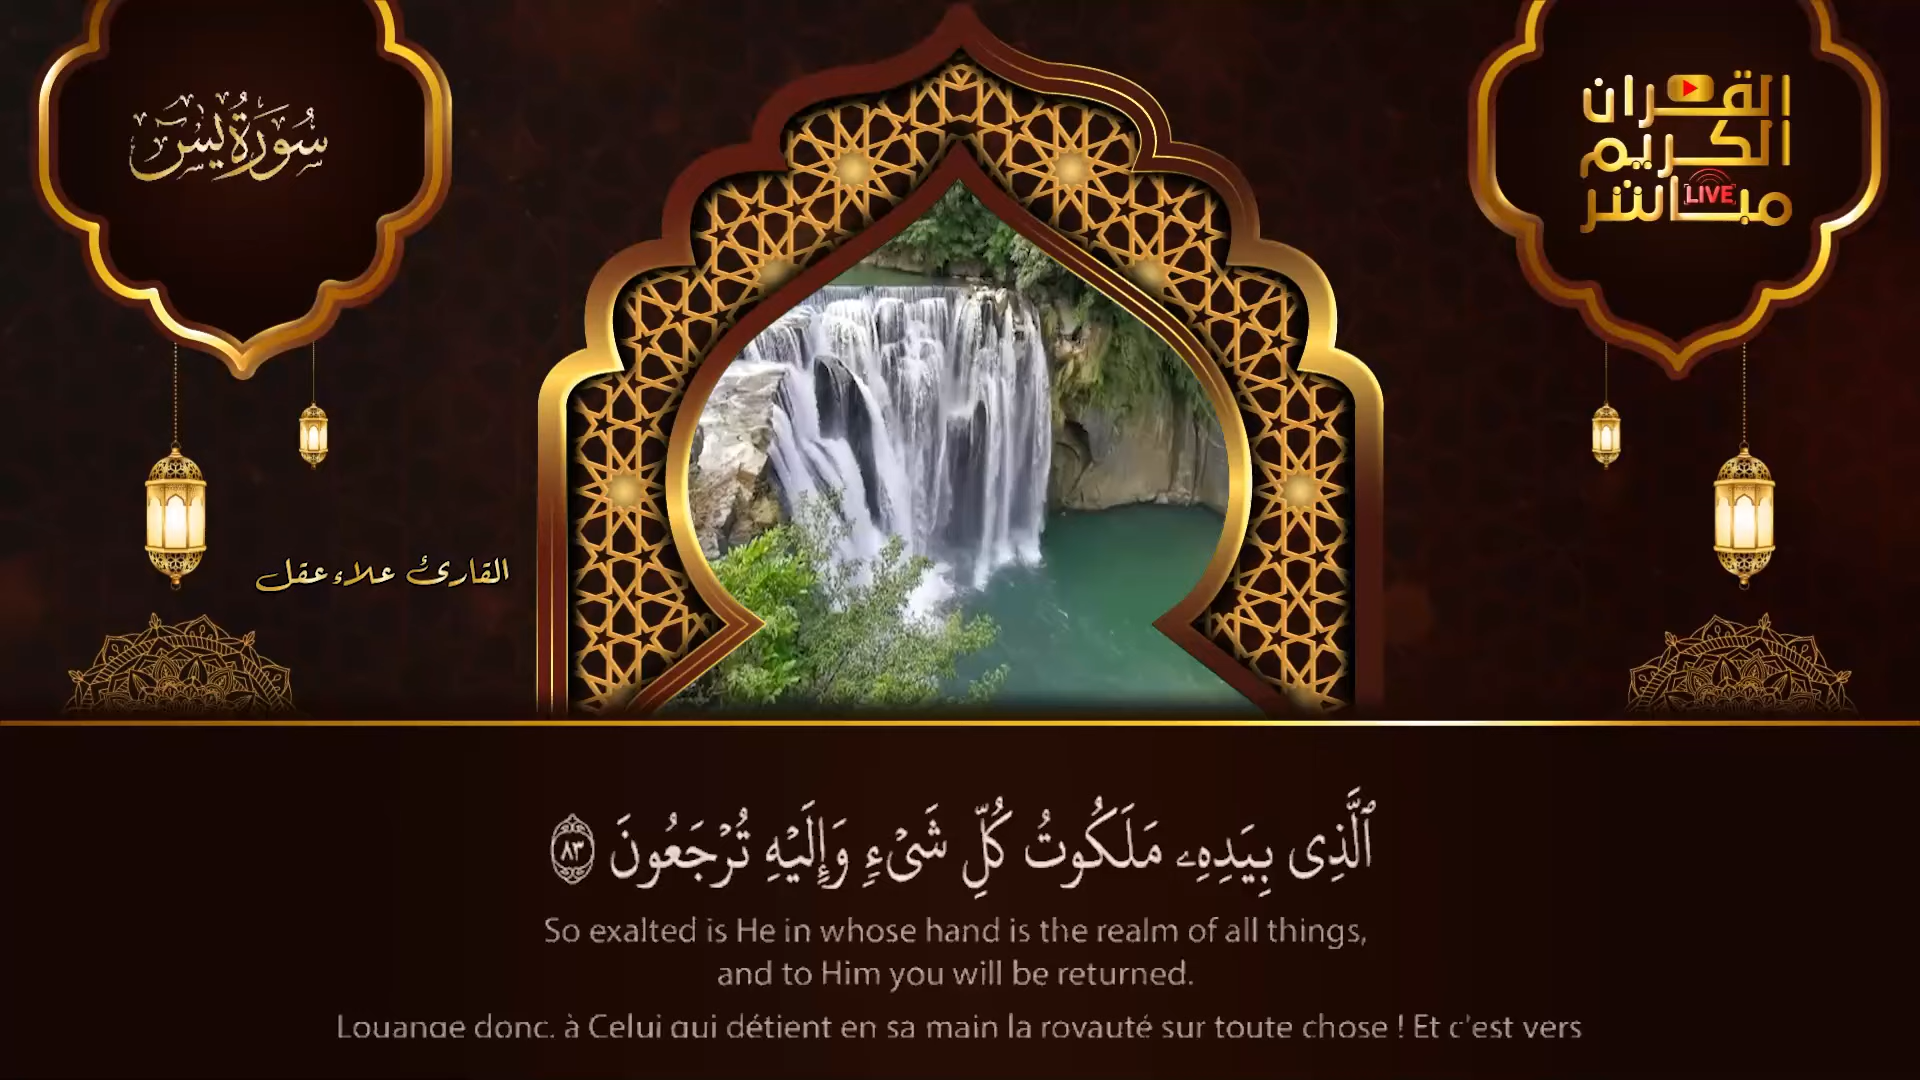 سُورَةُ يسٓ
القرآن
الكريم
مباشر
LIVE
القارئ علاء عقل
ٱلَّذِى بِيَدِهِۦ مَلَكُوتُ كُلِّ شَىْءٍ وَإِلَيْهِ تُرْجَعُونَ ٨٣
So exalted is He in whose hand is the realm of all things,
and to Him you will be returned.
Louange donc, à Celui qui détient en sa main la royauté sur toute chose ! Et c'est vers